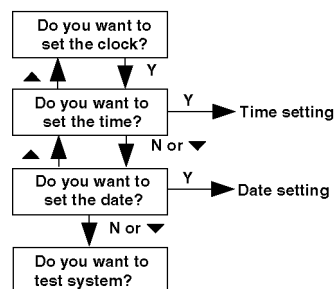 Do you want to
set the clock?
▲
Y
Do you want to
set the time?
Y
Time setting
▲
N or ▼
Do you want to
set the date?
Y
Date setting
N or ▼
Do you want to
test system?